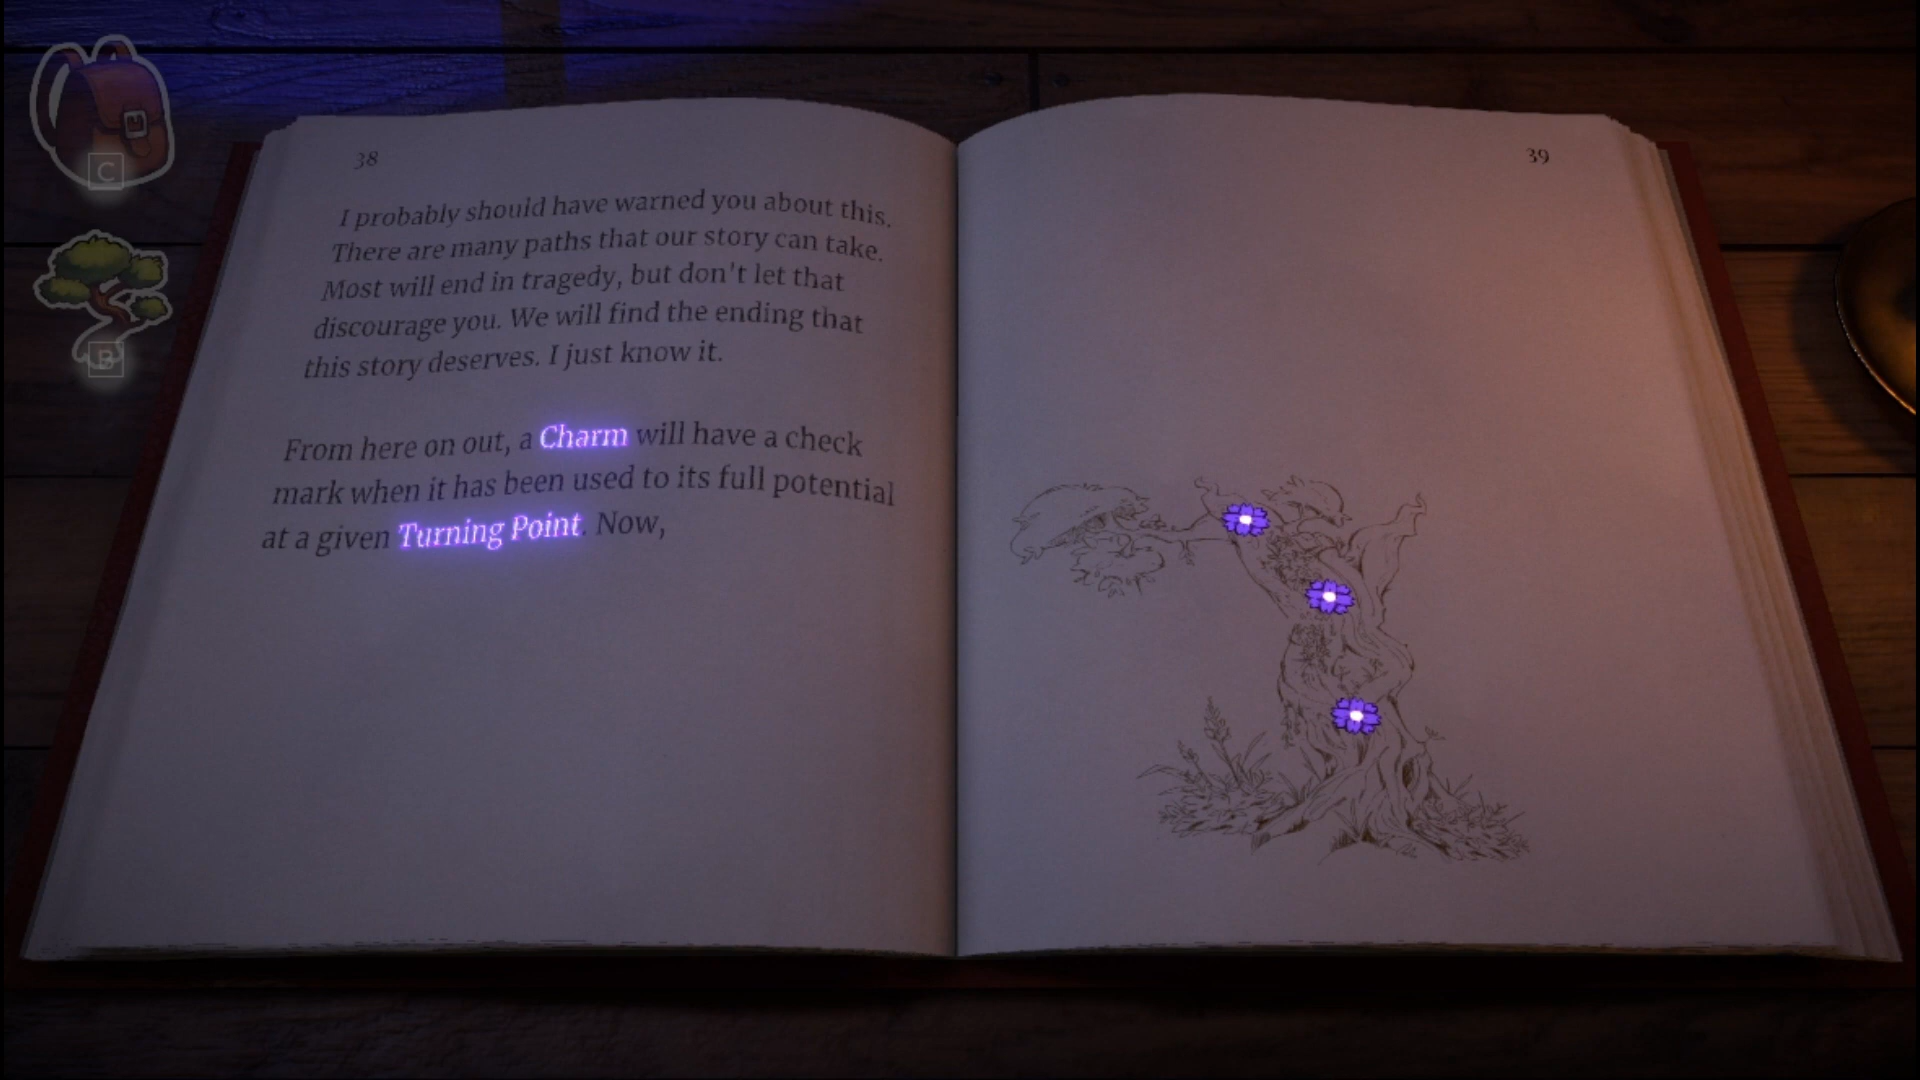 C
B
38
I probably should have warned you about this.
There are many paths that our story can take.
Most will end in tragedy, but don't let that
discourage you. We will find the ending that
this story deserves. I just know it.
From here on out, a Charm will have a check
mark when it has been used to its full potential
at a given Turning Point. Now,
39